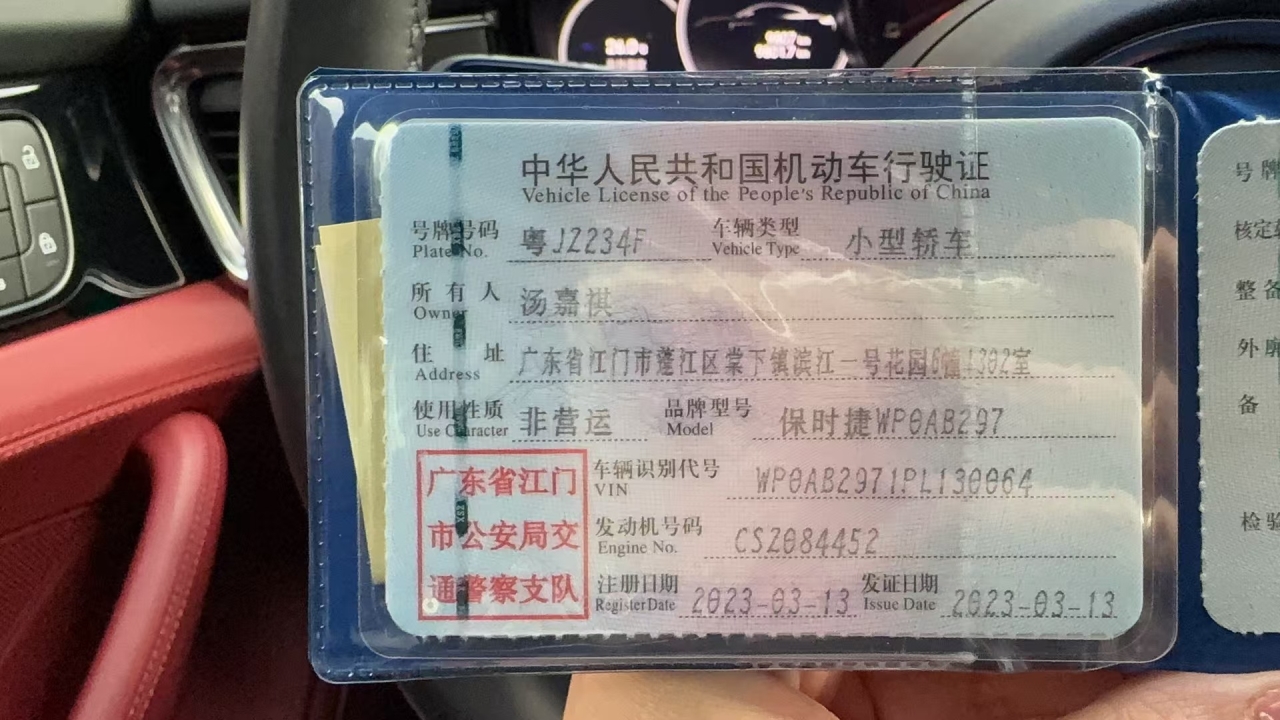 中华人民共和国机动车行驶证
Vehicle License of the People's Republic of China
号牌号码 粤JZ234F 车辆类型 小型轿车
Plate No. Vehicle Type
所有人 汤嘉祺
Owner
住址 广东省江门市蓬江区棠下镇滨江一号花园6幢1302室
Address
使用性质 非营运 品牌型号 保时捷WP0AB297
Use Character Model
广东省江门
市公安局交
通警察支队
车辆识别代号 WP0AB2971PL130064
VIN
发动机号码 CSZ084452
Engine No.
注册日期 2023-03-13 发证日期 2023-03-13
Register Date Issue Date
号牌
核定
整备
外廓
备
检验